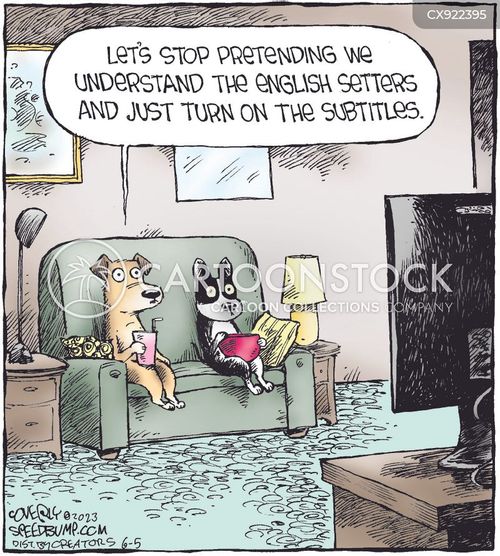 CX922395
LET'S STOP PRETENDING WE
UNDERSTAND THE ENGLISH SETTERS
AND JUST TURN ON THE SUBTITLES.
CARTOONSTOCK
CARTOON COLLECTIONS COMPANY
COVERLY ©2023
SPEEDBUMP.COM
DIST. BY CREATORS 6-5